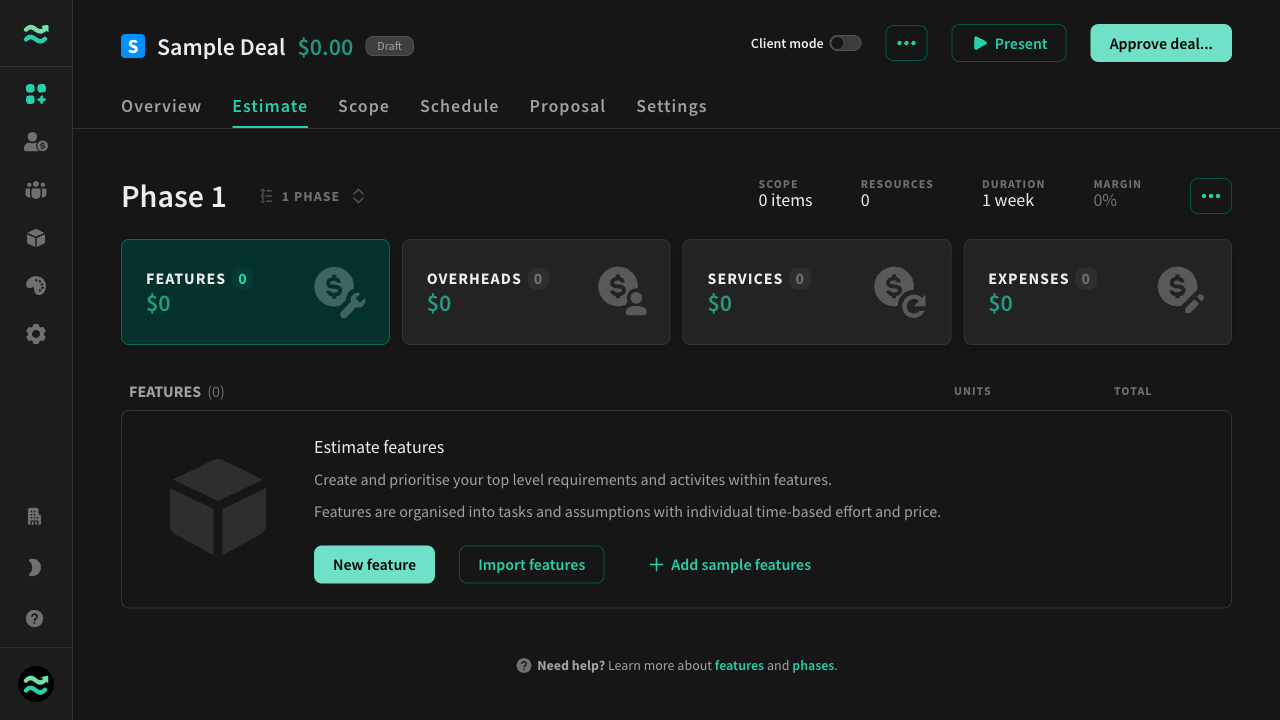 S Sample Deal $0.00 Draft
Client mode
Present
Approve deal...
Overview Estimate Scope Schedule Proposal Settings
Phase 1
1 PHASE
SCOPE
0 items
RESOURCES
0
DURATION
1 week
MARGIN
0%
FEATURES 0
$0
OVERHEADS 0
$0
SERVICES 0
$0
EXPENSES 0
$0
FEATURES (0) UNITS TOTAL
Estimate features
Create and prioritise your top level requirements and activites within features.
Features are organised into tasks and assumptions with individual time-based effort and price.
New feature
Import features
Add sample features
Need help? Learn more about features and phases.